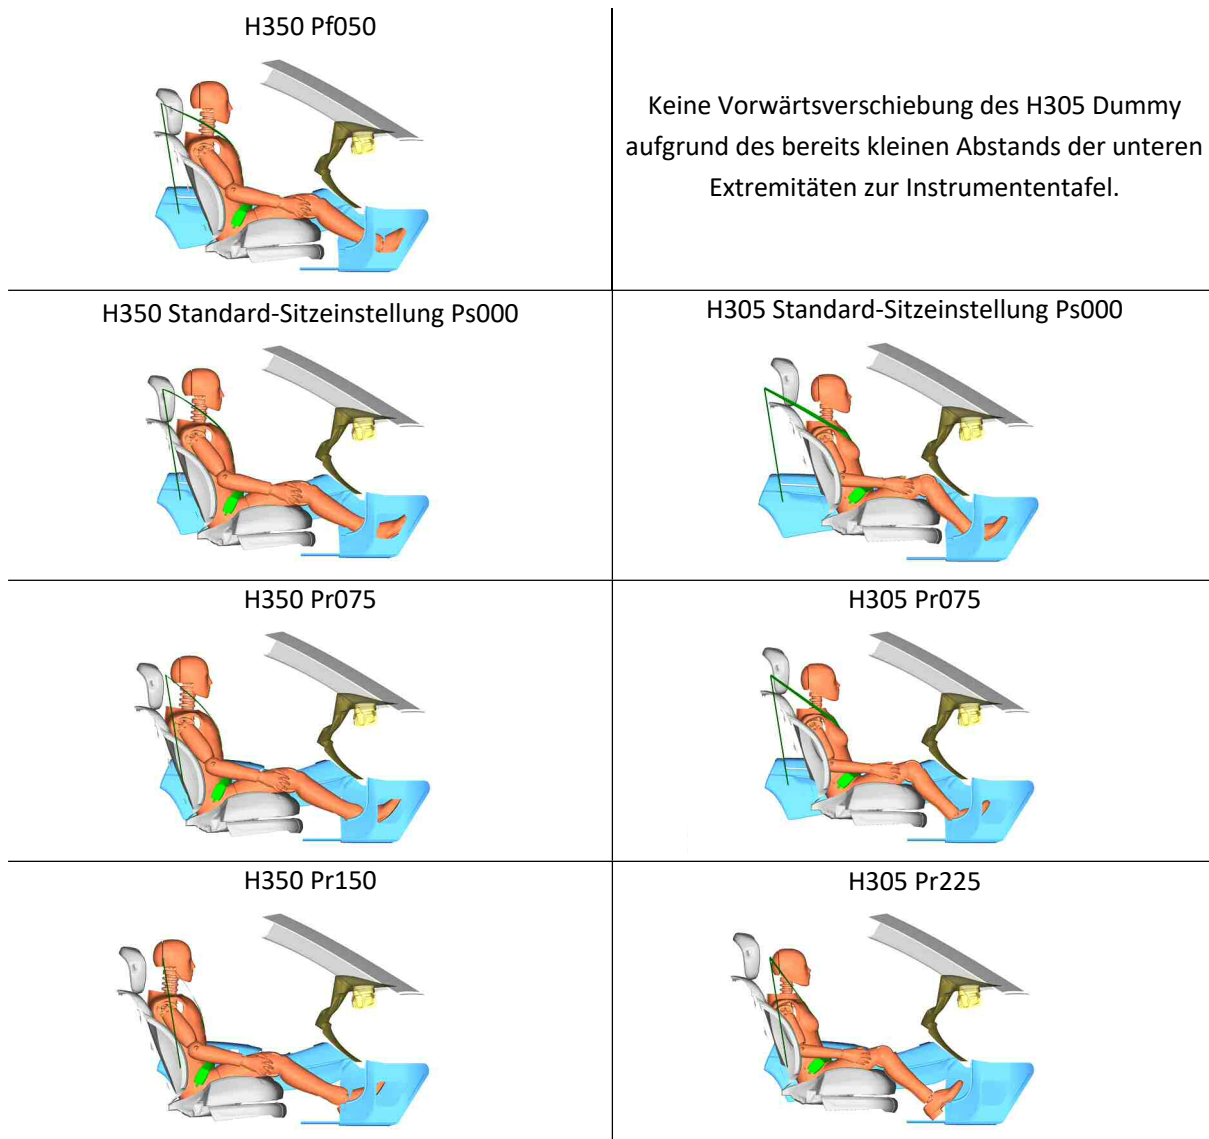 H350 Pf050
Keine Vorwärtsverschiebung des H305 Dummy
aufgrund des bereits kleinen Abstands der unteren
Extremitäten zur Instrumententafel.
H350 Standard-Sitzeinstellung Ps000
H305 Standard-Sitzeinstellung Ps000
H350 Pr075
H305 Pr075
H350 Pr150
H305 Pr225